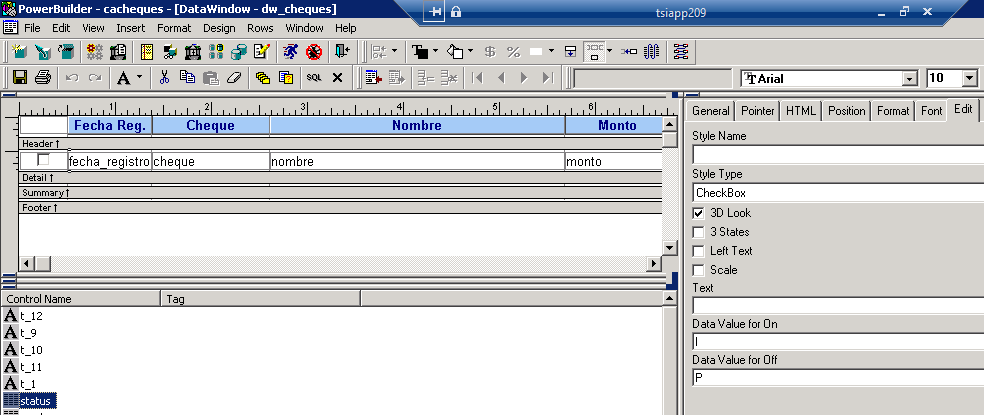 PowerBuilder - cacheques - [DataWindow - dw_cheques]
tsiapp209
File Edit View Insert Format Design Rows Window Help
$ %
A SQL Arial 10
1 2 3 4 5 6
Fecha Reg. Cheque Nombre Monto
Header ↑
fecha_registro cheque nombre monto
Detail ↑
Summary ↑
Footer ↑
Control Name Tag
A t_12
A t_9
A t_10
A t_11
A t_1
status
General Pointer HTML Position Format Font Edit
Style Name
Style Type
CheckBox
3D Look
3 States
Left Text
Scale
Text
Data Value for On
I
Data Value for Off
P